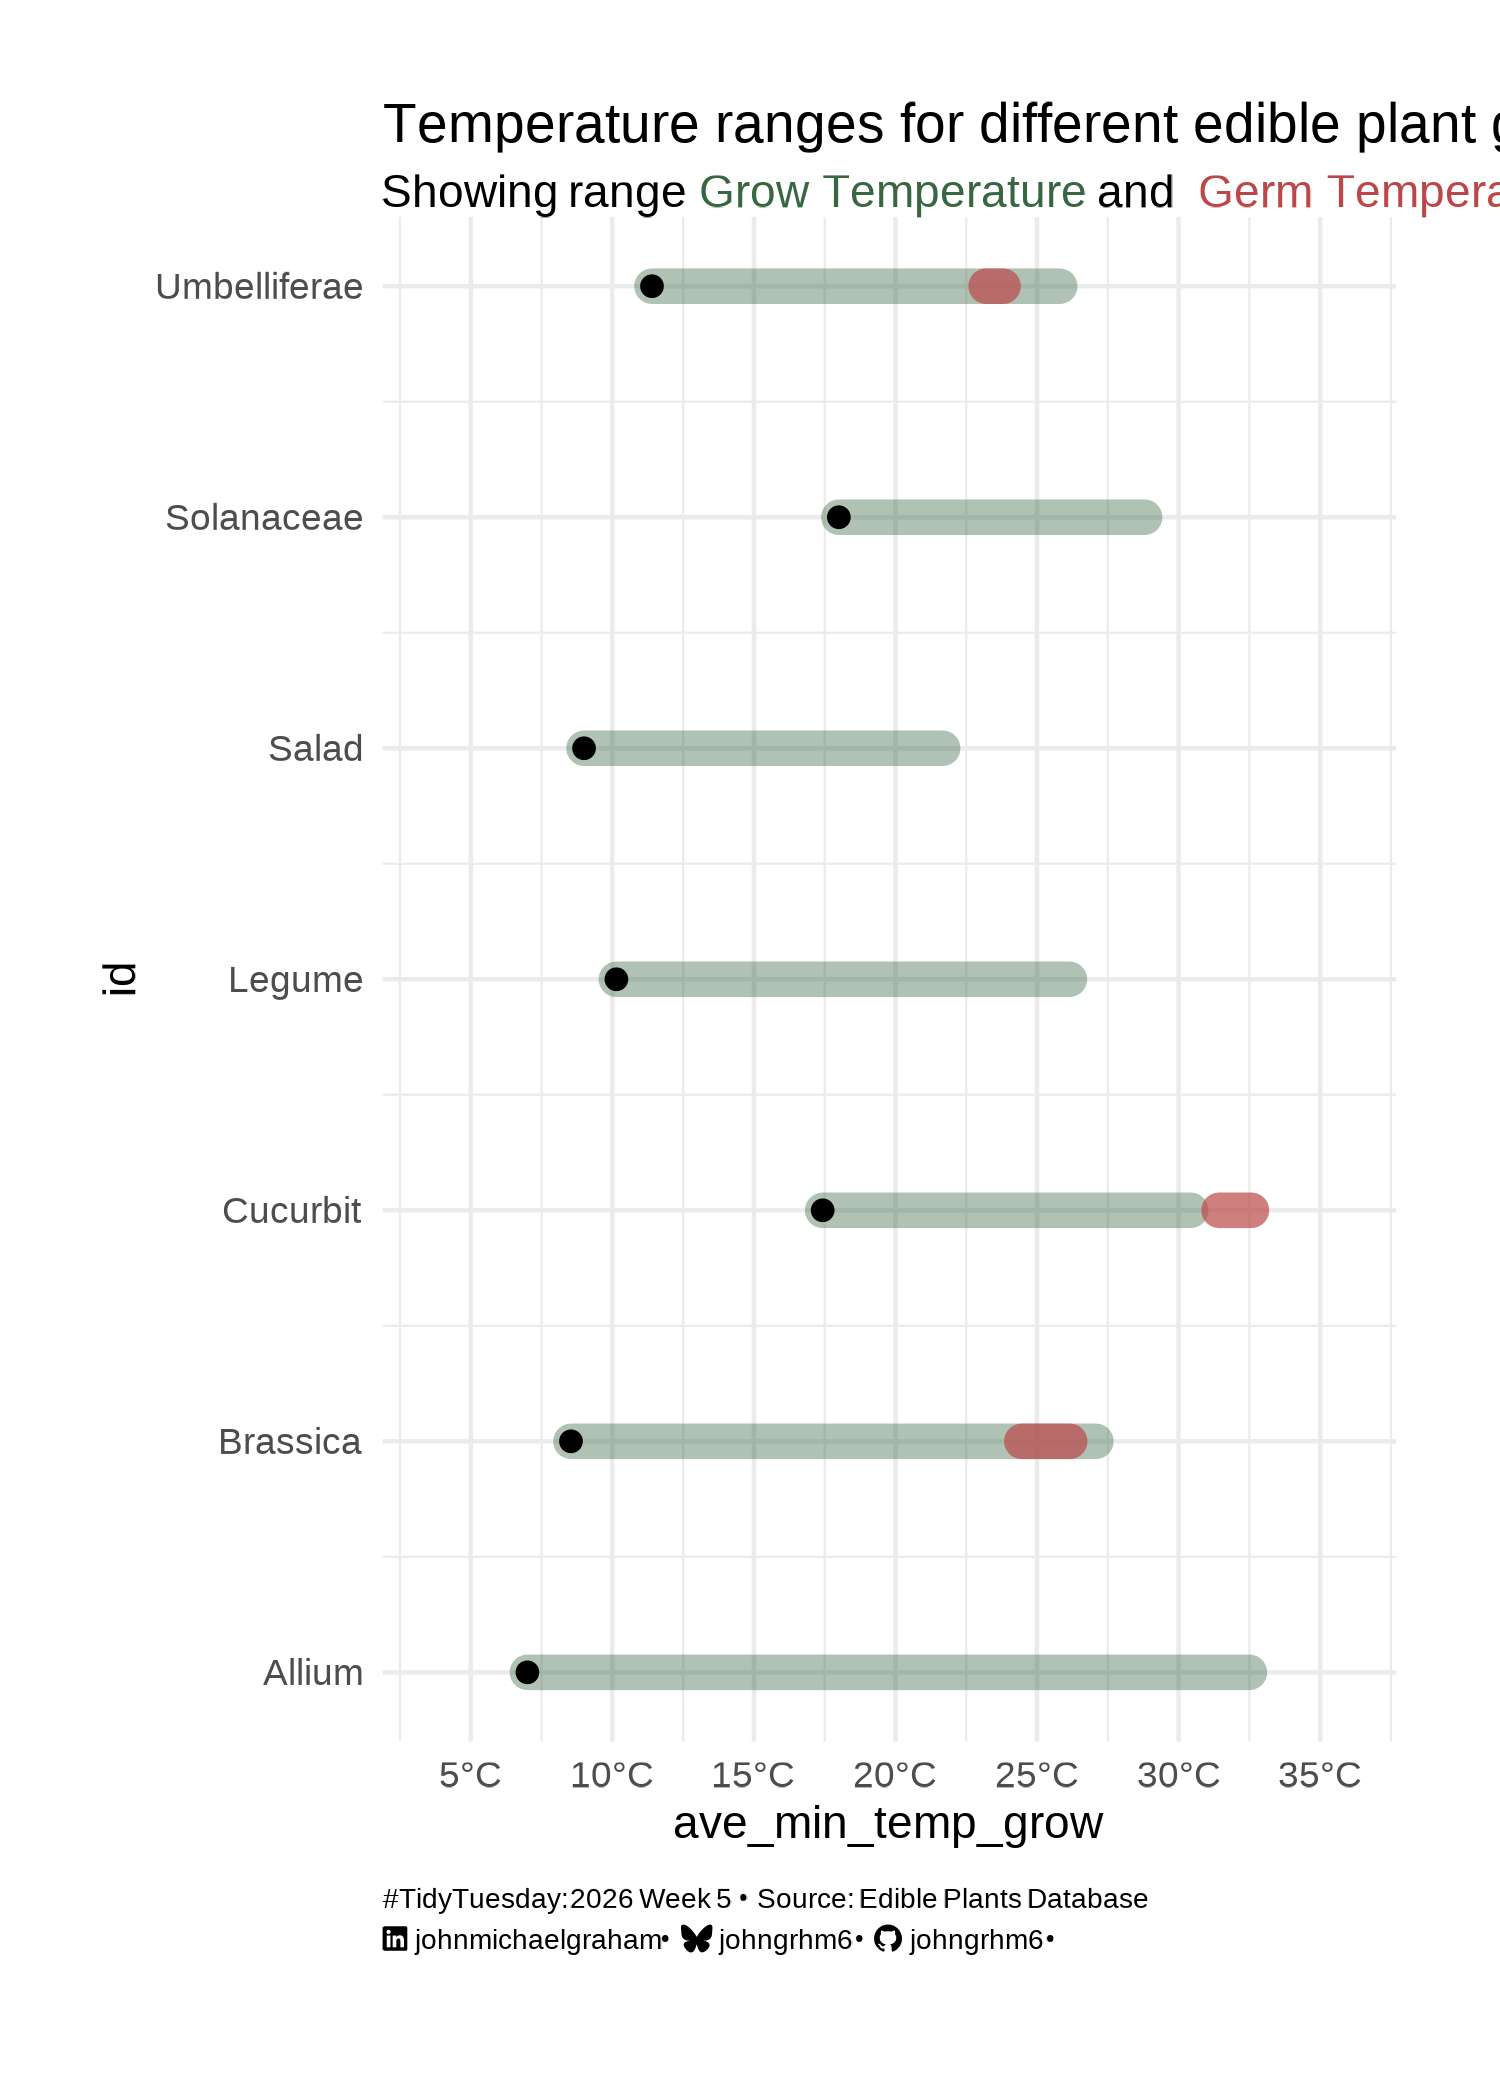 Temperature ranges for different edible plant g
Showing range Grow Temperature and Germ Tempera
Umbelliferae
Solanaceae
Salad
Legume
Cucurbit
Brassica
Allium
id
5°C 10°C 15°C 20°C 25°C 30°C 35°C
ave_min_temp_grow
#TidyTuesday:2026 Week 5 • Source: Edible Plants Database
in johnmichaelgraham• johngrhm6• johngrhm6•